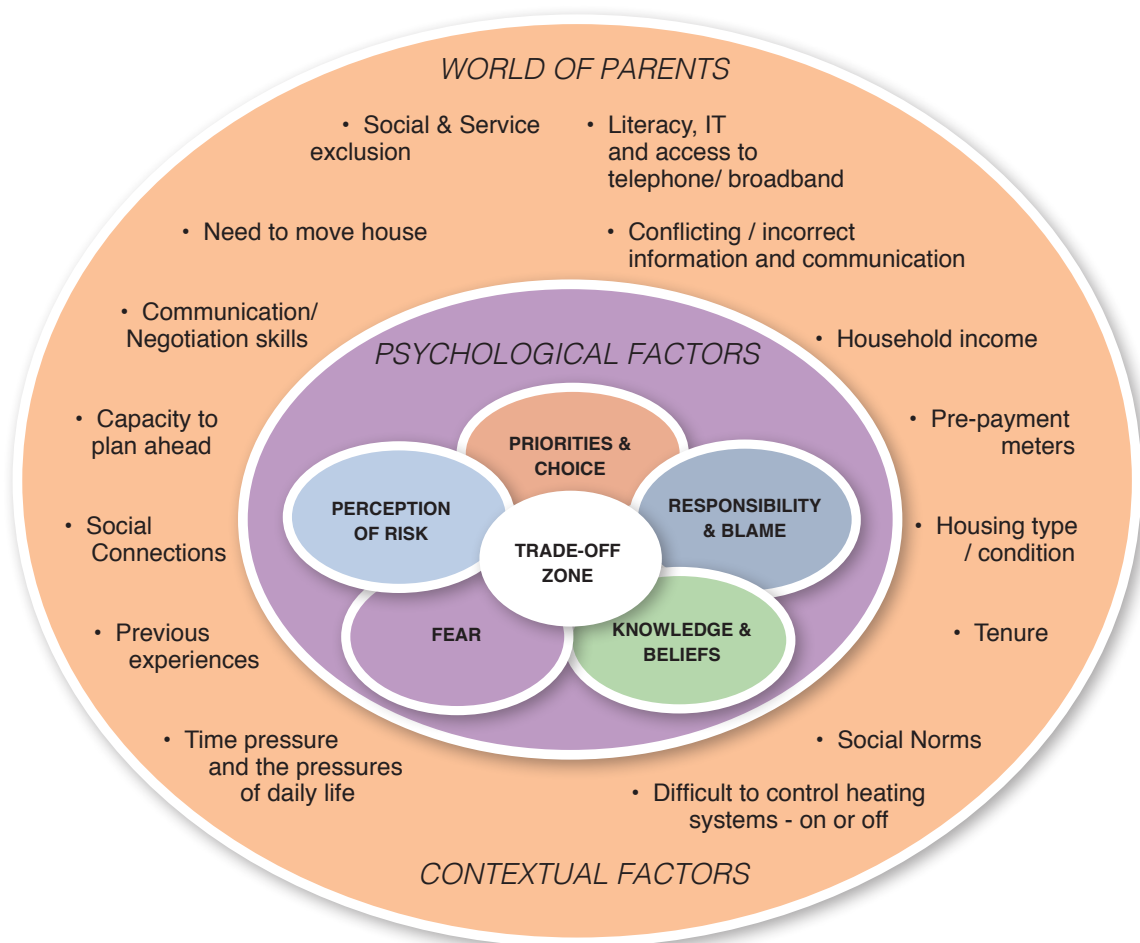 WORLD OF PARENTS
• Social & Service
exclusion
• Literacy, IT
and access to
telephone/ broadband
• Need to move house
• Conflicting / incorrect
information and communication
• Communication/
Negotiation skills
PSYCHOLOGICAL FACTORS
• Household income
• Capacity to
plan ahead
PRIORITIES &
CHOICE
• Pre-payment
meters
PERCEPTION
OF RISK
RESPONSIBILITY
& BLAME
• Social
Connections
TRADE-OFF
ZONE
• Housing type
/ condition
• Previous
experiences
FEAR
KNOWLEDGE &
BELIEFS
• Tenure
• Time pressure
and the pressures
of daily life
• Social Norms
• Difficult to control heating
systems - on or off
CONTEXTUAL FACTORS